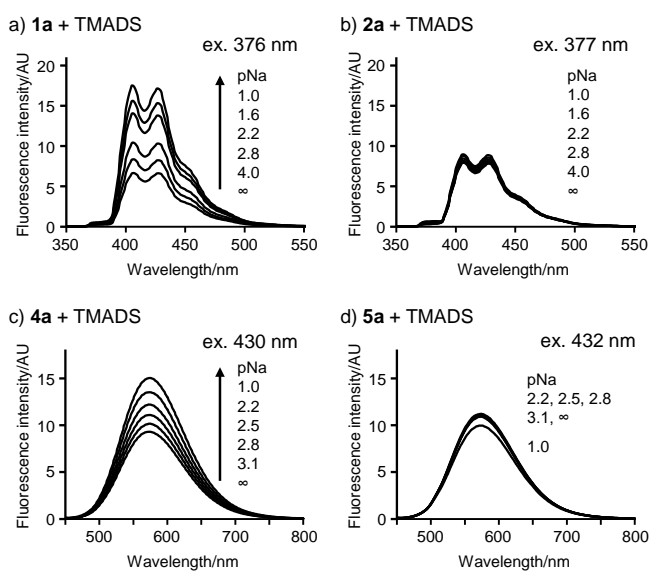 a) 1a + TMADS
ex. 376 nm
Fluorescence intensity/AU
20
15
10
5
0
pNa
1.0
1.6
2.2
2.8
4.0
∞
350 400 450 500 550
Wavelength/nm
b) 2a + TMADS
ex. 377 nm
Fluorescence intensity/AU
20
15
10
5
0
pNa
1.0
1.6
2.2
2.8
4.0
∞
350 400 450 500 550
Wavelength/nm
c) 4a + TMADS
ex. 430 nm
Fluorescence intensity/AU
15
10
5
0
pNa
1.0
2.2
2.5
2.8
3.1
∞
500 600 700 800
Wavelength/nm
d) 5a + TMADS
ex. 432 nm
Fluorescence intensity/AU
15
10
5
0
pNa
2.2, 2.5, 2.8
3.1, ∞
1.0
500 600 700 800
Wavelength/nm